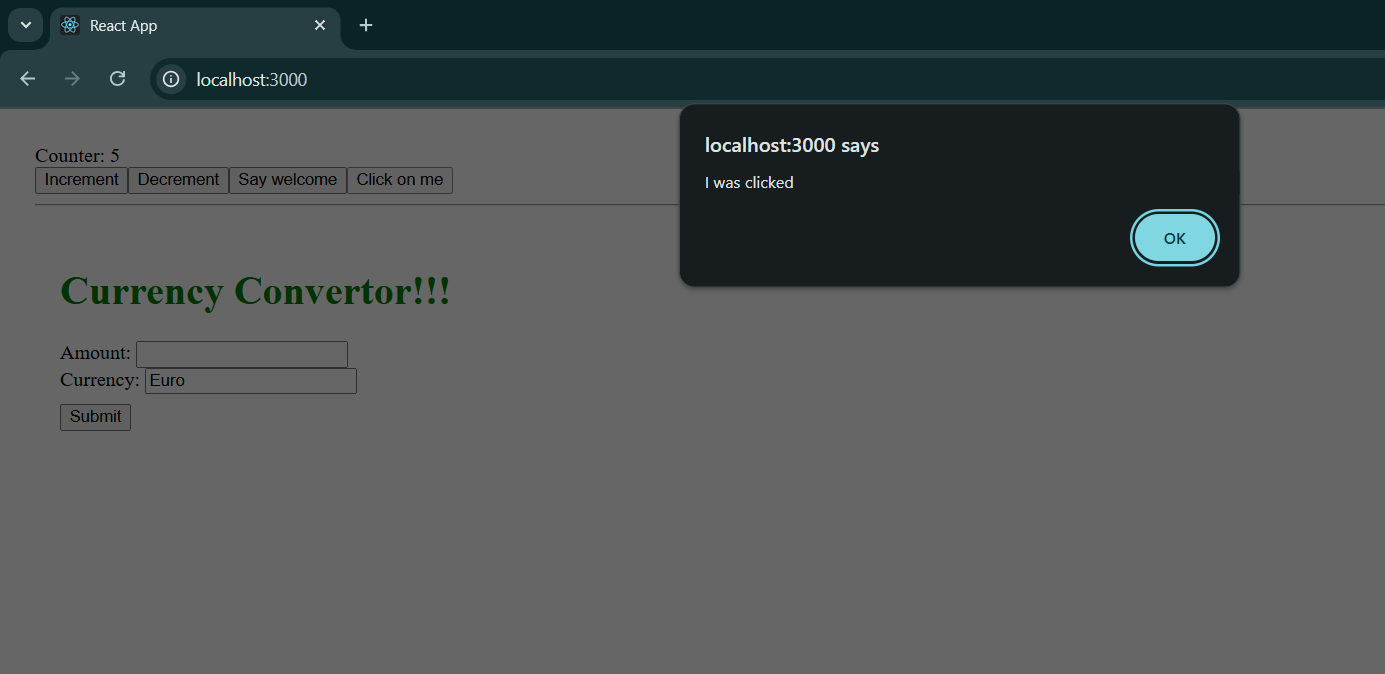 React App
localhost:3000
localhost:3000 says
I was clicked
OK
Counter: 5
Increment Decrement Say welcome Click on me
Currency Convertor!!!
Amount:
Currency: Euro
Submit